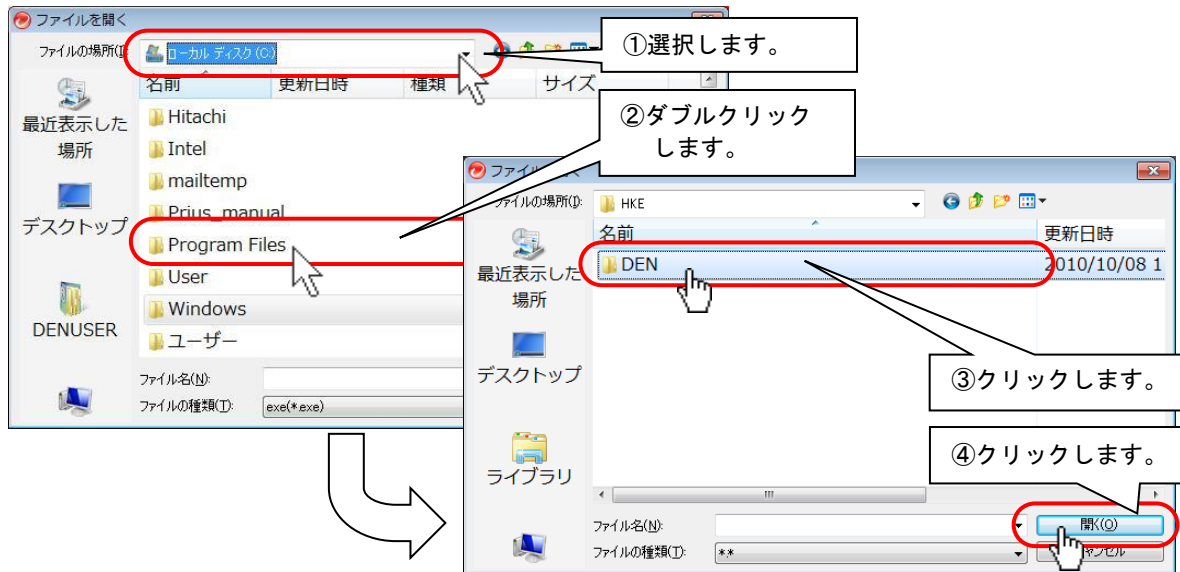 ファイルを開く
ファイルの場所(I):
ローカル ディスク (C:)
①選択します。
名前 更新日時 種類 サイズ
最近表示した
場所
デスクトップ
DENUSER
Hitachi
Intel
mailtemp
Prius_manual
Program Files
User
Windows
ユーザー
②ダブルクリック
します。
ファイル名(N):
ファイルの種類(T): exe(*.exe)
ファイルの場所(I): HKE
名前 更新日時
DEN 2010/10/08 1
最近表示した
場所
デスクトップ
ライブラリ
③クリックします。
④クリックします。
ファイル名(N): 開く(O)
ファイルの種類(T): *.* キャンセル